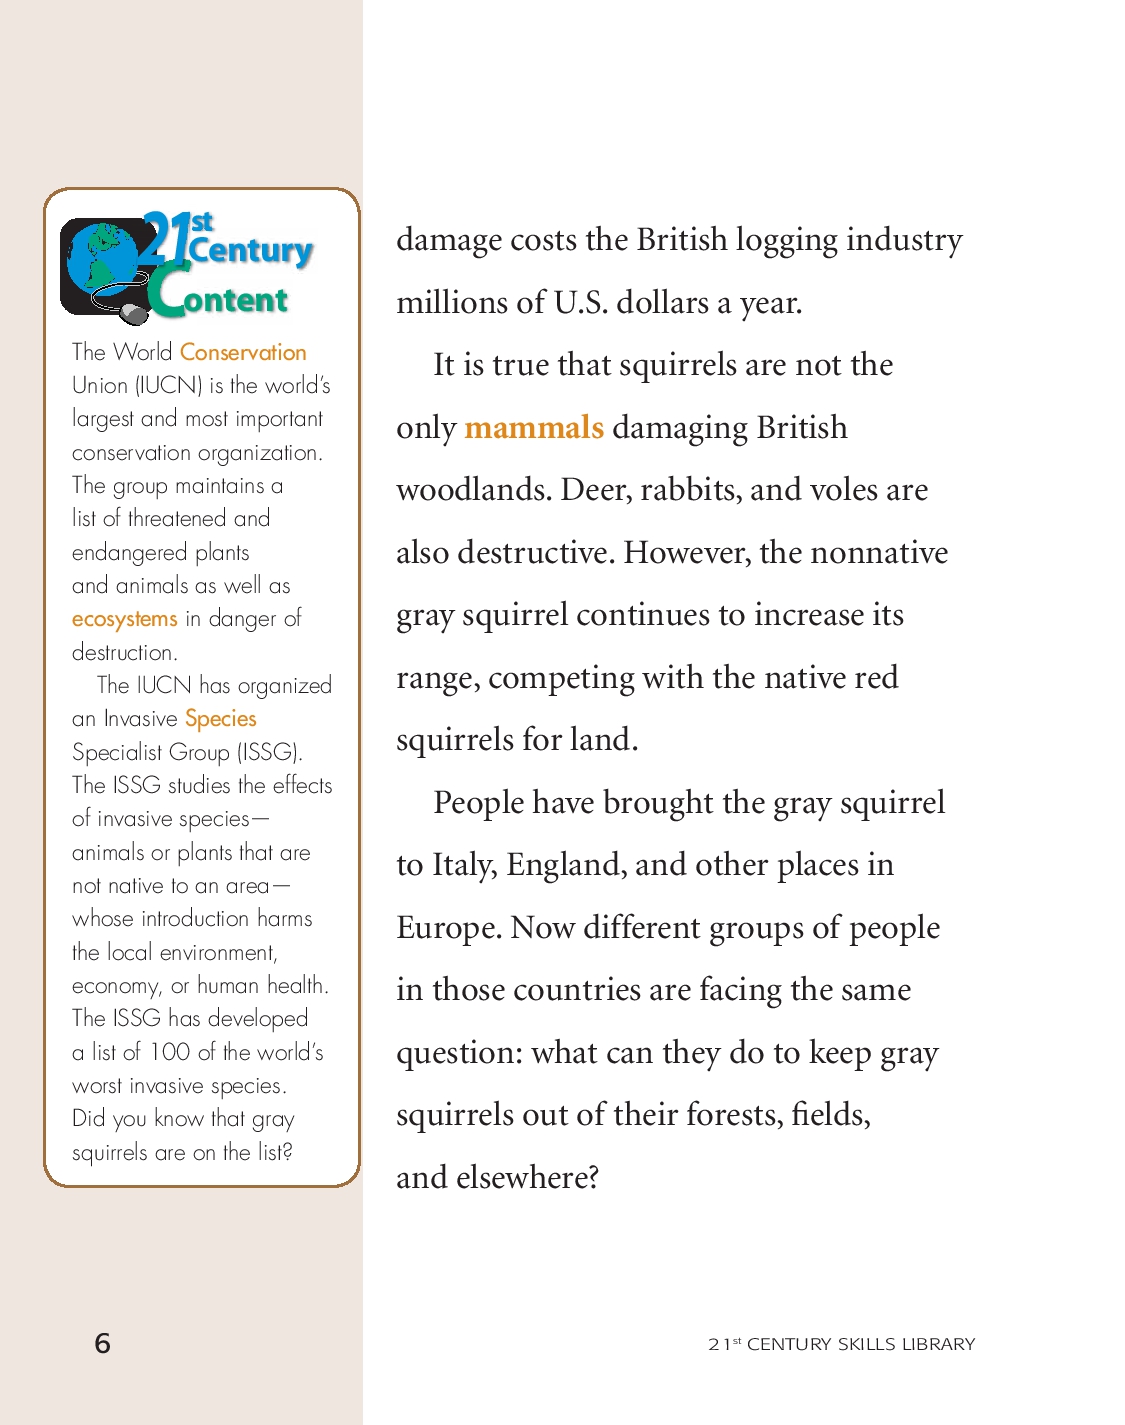 21st
Century
Content
The World Conservation
Union (IUCN) is the world’s
largest and most important
conservation organization.
The group maintains a
list of threatened and
endangered plants
and animals as well as
ecosystems in danger of
destruction.
The IUCN has organized
an Invasive Species
Specialist Group (ISSG).
The ISSG studies the effects
of invasive species—
animals or plants that are
not native to an area—
whose introduction harms
the local environment,
economy, or human health.
The ISSG has developed
a list of 100 of the world’s
worst invasive species.
Did you know that gray
squirrels are on the list?
damage costs the British logging industry
millions of U.S. dollars a year.
It is true that squirrels are not the
only mammals damaging British
woodlands. Deer, rabbits, and voles are
also destructive. However, the nonnative
gray squirrel continues to increase its
range, competing with the native red
squirrels for land.
People have brought the gray squirrel
to Italy, England, and other places in
Europe. Now different groups of people
in those countries are facing the same
question: what can they do to keep gray
squirrels out of their forests, fields,
and elsewhere?
6
21st CENTURY SKILLS LIBRARY